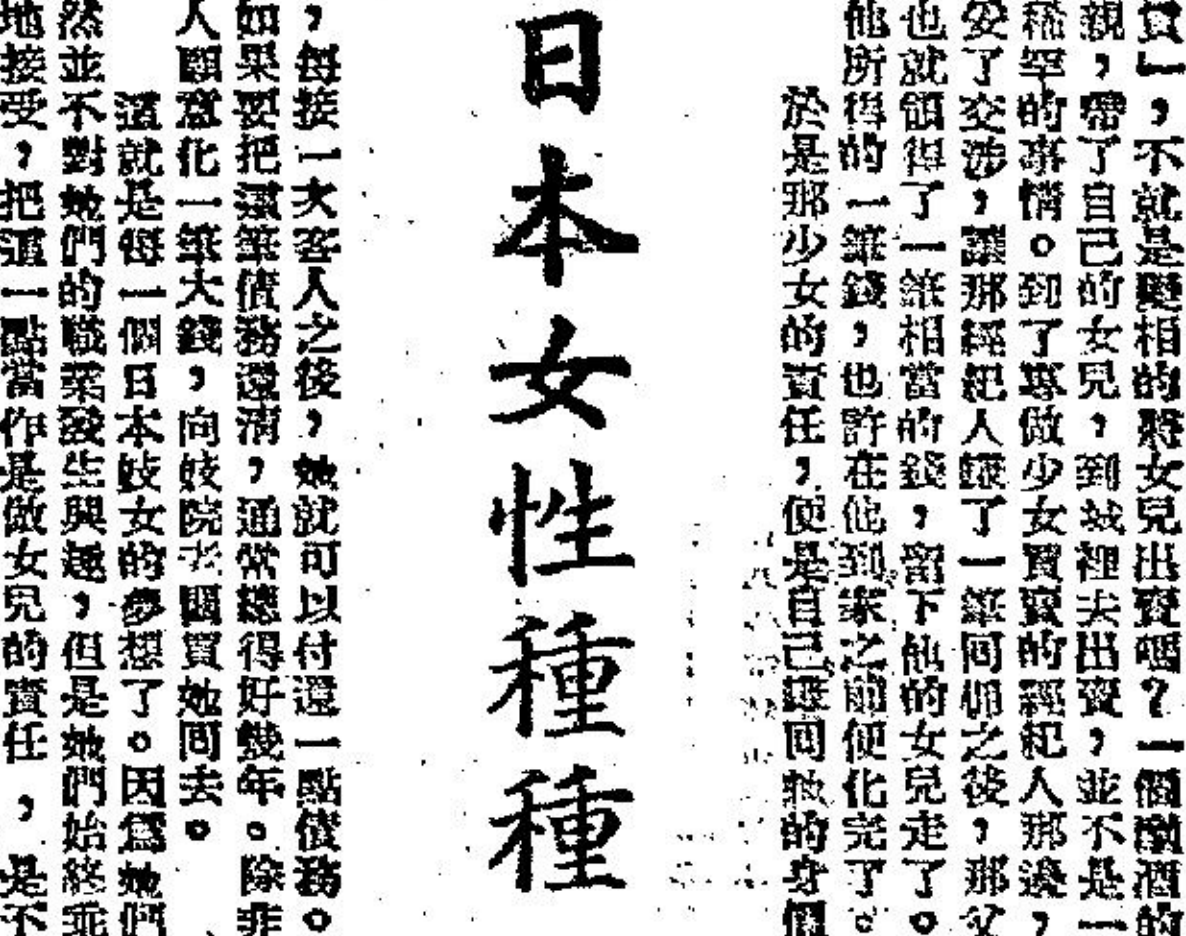 賣」,不就是變相的將女兒出賣嗎?一個酗酒的
親,帶了自己的女兒,到城裡去出賣,並不是一
稀罕的事情。到了專做少女買賣的經紀人那邊,
妥了交涉,讓那經紀人賺了一筆回佣之後,那父
也就領得了一筆相當的錢,留下他的女兒走了。
他所得的一筆錢,也許在他到家之前便化完了。
於是那少女的責任,便是自己贖回她的身價
日本女性種種
,每接一次客人之後,她就可以付還一點債務。
如果要把這筆債務還清,通常總得好幾年。除非
人願意化一筆大錢,向妓院老闆買她回去。
這就是每一個日本妓女的夢想了。因爲她們
然並不對她們的職業發生興趣,但是她們始終乖
地接受,把這一點當作是做女兒的責任,是不